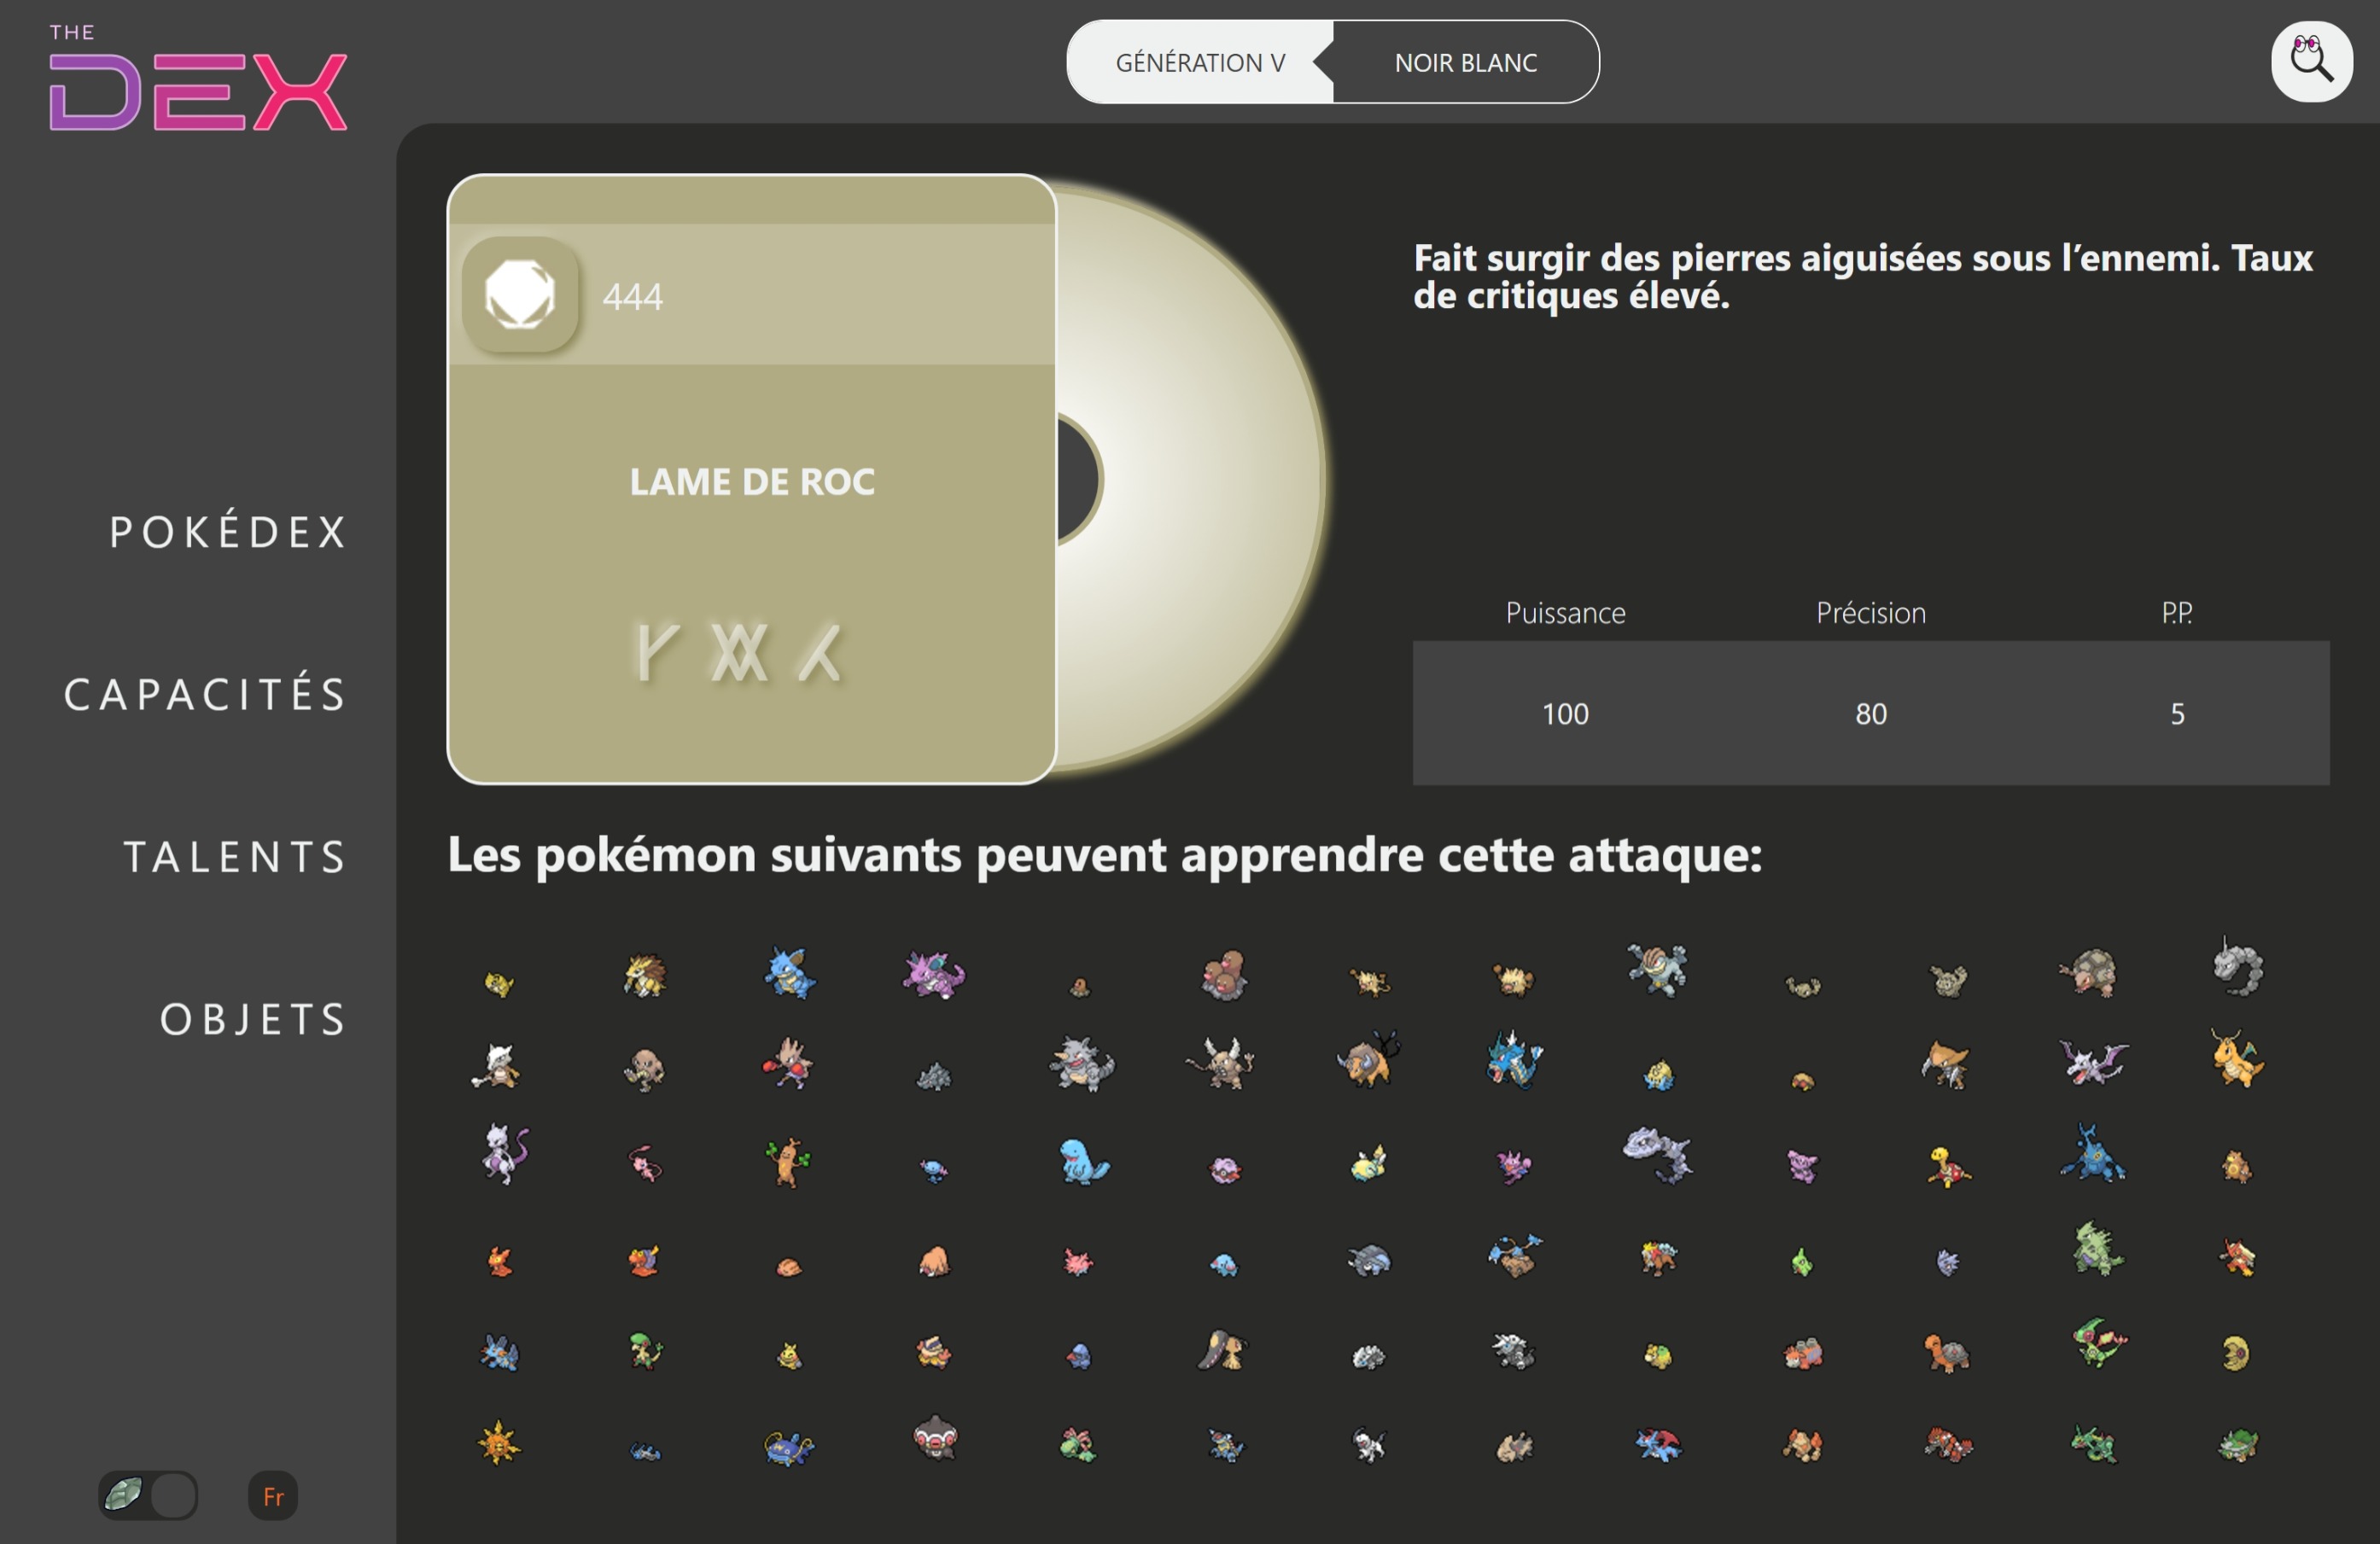 THE
DEX
GÉNÉRATION V
NOIR BLANC
444
LAME DE ROC
Fait surgir des pierres aiguisées sous l’ennemi. Taux
de critiques élevé.
Puissance
Précision
P.P.
100
80
5
POKÉDEX
CAPACITÉS
TALENTS
OBJETS
Les pokémon suivants peuvent apprendre cette attaque:
Fr